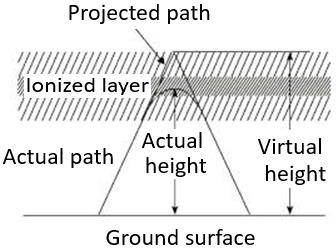 Projected path
Ionized layer
Actual path
Actual
height
Virtual
height
Ground surface